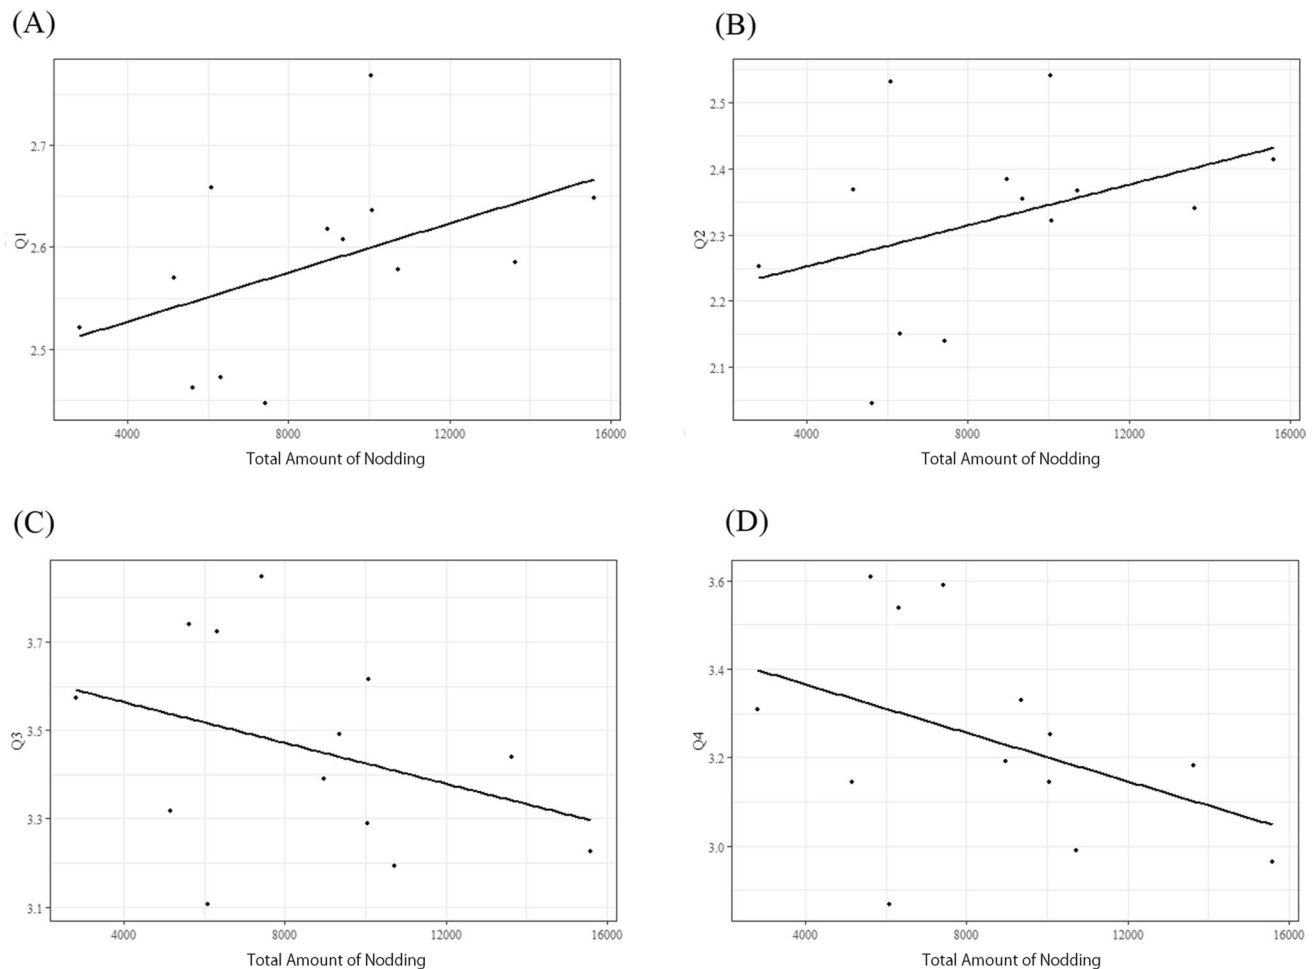 (A)
Q1
2.7
2.6
2.5
4000 8000 12000 16000
Total Amount of Nodding
(B)
Q2
2.5
2.4
2.3
2.2
2.1
4000 8000 12000 16000
Total Amount of Nodding
(C)
Q3
3.7
3.5
3.3
3.1
4000 8000 12000 16000
Total Amount of Nodding
(D)
Q4
3.6
3.4
3.2
3.0
4000 8000 12000 16000
Total Amount of Nodding